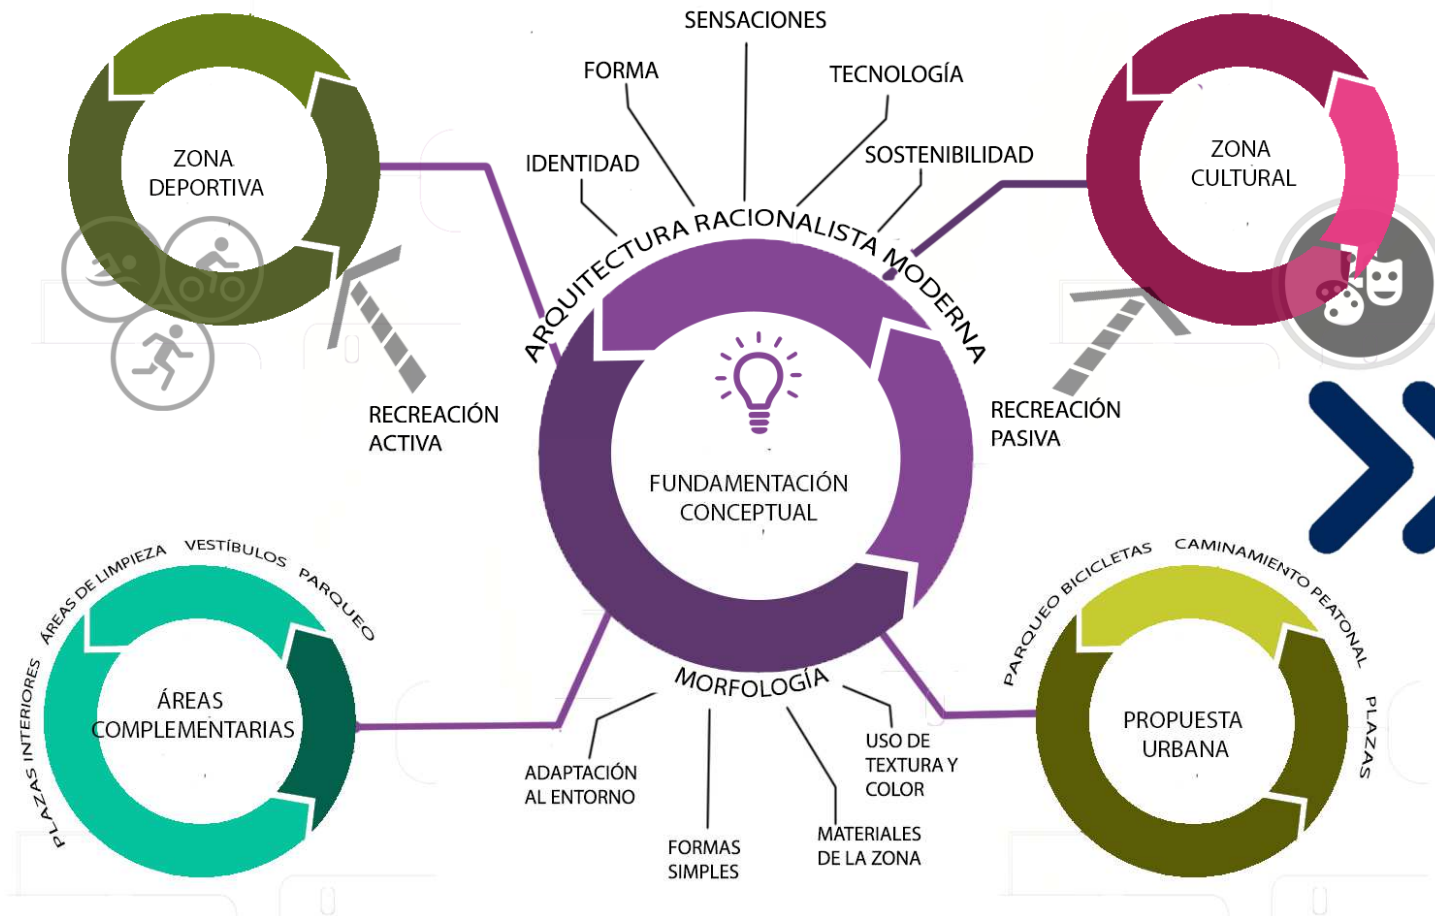 SENSACIONES
FORMA
TECNOLOGÍA
IDENTIDAD
SOSTENIBILIDAD
ARQUITECTURA RACIONALISTA MODERNA
ZONA
DEPORTIVA
ZONA
CULTURAL
RECREACIÓN
ACTIVA
RECREACIÓN
PASIVA
FUNDAMENTACIÓN
CONCEPTUAL
PLAZAS INTERIORES ÁREAS DE LIMPIEZA VESTÍBULOS PARQUEO
ÁREAS
COMPLEMENTARIAS
PARQUEO BICICLETAS CAMINAMIENTO PEATONAL PLAZAS
PROPUESTA
URBANA
MORFOLOGÍA
ADAPTACIÓN
AL ENTORNO
FORMAS
SIMPLES
MATERIALES
DE LA ZONA
USO DE
TEXTURA Y
COLOR